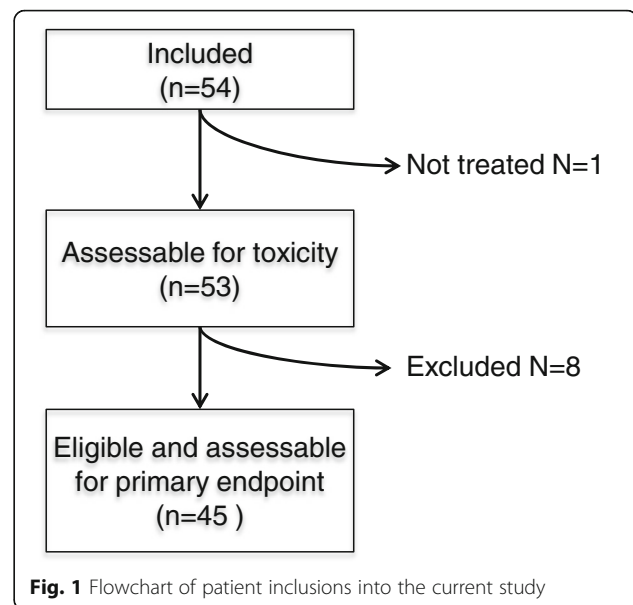 Included
(n=54)
Not treated N=1
Assessable for toxicity
(n=53)
Excluded N=8
Eligible and assessable
for primary endpoint
(n=45 )
Fig. 1 Flowchart of patient inclusions into the current study